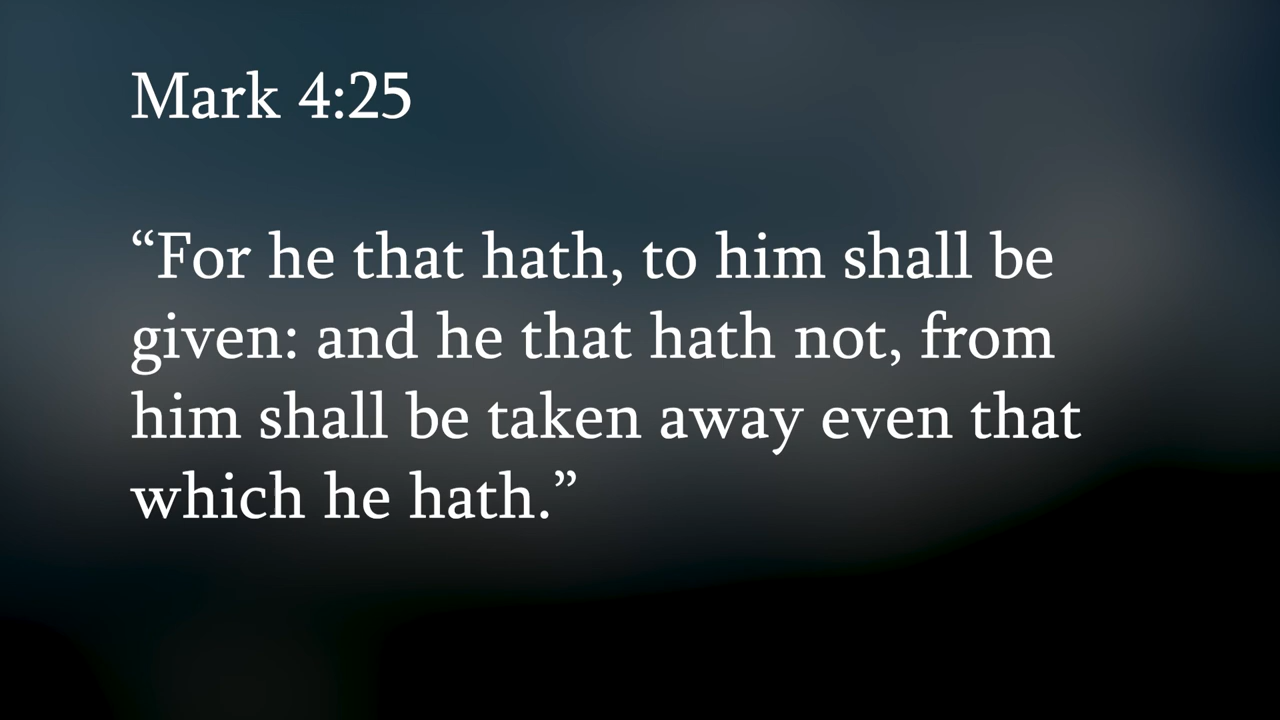 Mark 4:25
“For he that hath, to him shall be
given: and he that hath not, from
him shall be taken away even that
which he hath.”